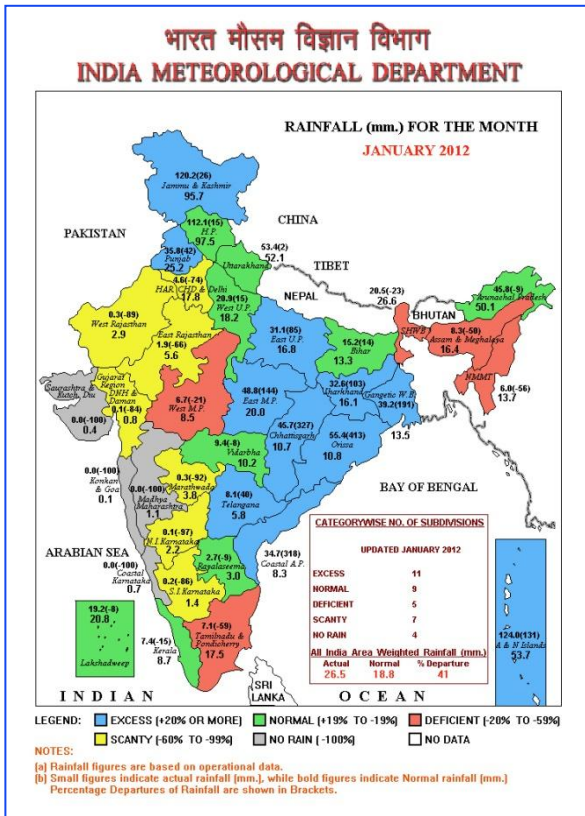 भारत मौसम विज्ञान विभाग
INDIA METEOROLOGICAL DEPARTMENT
RAINFALL (mm.) FOR THE MONTH
JANUARY 2012
120.2(26)
Jammu & Kashmir
95.7
CHINA
PAKISTAN
112.1(15)
H.P.
97.5
35.8(42)
Punjab
25.2
53.4(2)
52.1
Uttarakhand
TIBET
4.6(-74)
HAR. CHD & Delhi
17.8
NEPAL
20.5(-23)
26.6
45.8(-9)
Arunachal Pradesh
50.1
20.9(15)
West U.P.
18.2
0.3(-89)
West Rajasthan
2.9
East Rajasthan
1.9(-66)
5.6
31.1(85)
East U.P.
16.8
15.2(14)
Bihar
13.3
BHUTAN
SHWB
8.3(-50)
Assam & Meghalaya
16.4
NMMT
6.0(-56)
13.7
Saurashtra &
Kutch, Diu
0.0(-100)
0.4
Gujarat
Region
DNH &
Daman
0.1(-84)
0.8
6.7(-21)
West M.P.
8.5
48.8(144)
East M.P.
20.0
32.6(103)
Jharkhand
16.1
Gangetic W.B.
39.2(191)
13.5
45.7(327)
Chhattisgarh
10.7
55.4(413)
Orissa
10.8
9.4(-8)
Vidarbha
10.2
0.0(-100)
Konkan
& Goa
0.1
0.0(-100)
Madhya
Maharashtra
1.1
0.3(-92)
Marathwada
3.8
8.1(40)
Telangana
5.8
BAY OF BENGAL
ARABIAN SEA
0.1(-97)
N.I.Karnataka
2.2
0.0(-100)
Coastal
Karnataka
0.7
2.7(-9)
Rayalaseema
3.0
34.7(318)
Coastal A.P.
8.3
0.2(-86)
S.I.Karnataka
1.4
CATEGORYWISE NO. OF SUBDIVISIONS
UPDATED JANUARY 2012
EXCESS 11
NORMAL 9
DEFICIENT 5
SCANTY 7
NO RAIN 4
All India Area Weighted Rainfall (mm.)
Actual Normal % Departure
26.5 18.8 41
19.2(-8)
20.8
Lakshadweep
7.4(-15)
Kerala
8.7
7.1(-59)
Tamilnadu &
Pondicherry
17.5
124.0(131)
A & N Islands
53.7
SRI
LANKA
INDIAN OCEAN
LEGEND: EXCESS (+20% OR MORE) NORMAL (+19% TO -19%) DEFICIENT (-20% TO -59%)
SCANTY (-60% TO -99%) NO RAIN (-100%) NO DATA
NOTES:
(a) Rainfall figures are based on operational data.
(b) Small figures indicate actual rainfall (mm.), while bold figures indicate Normal rainfall (mm.)
Percentage Departures of Rainfall are shown in Brackets.